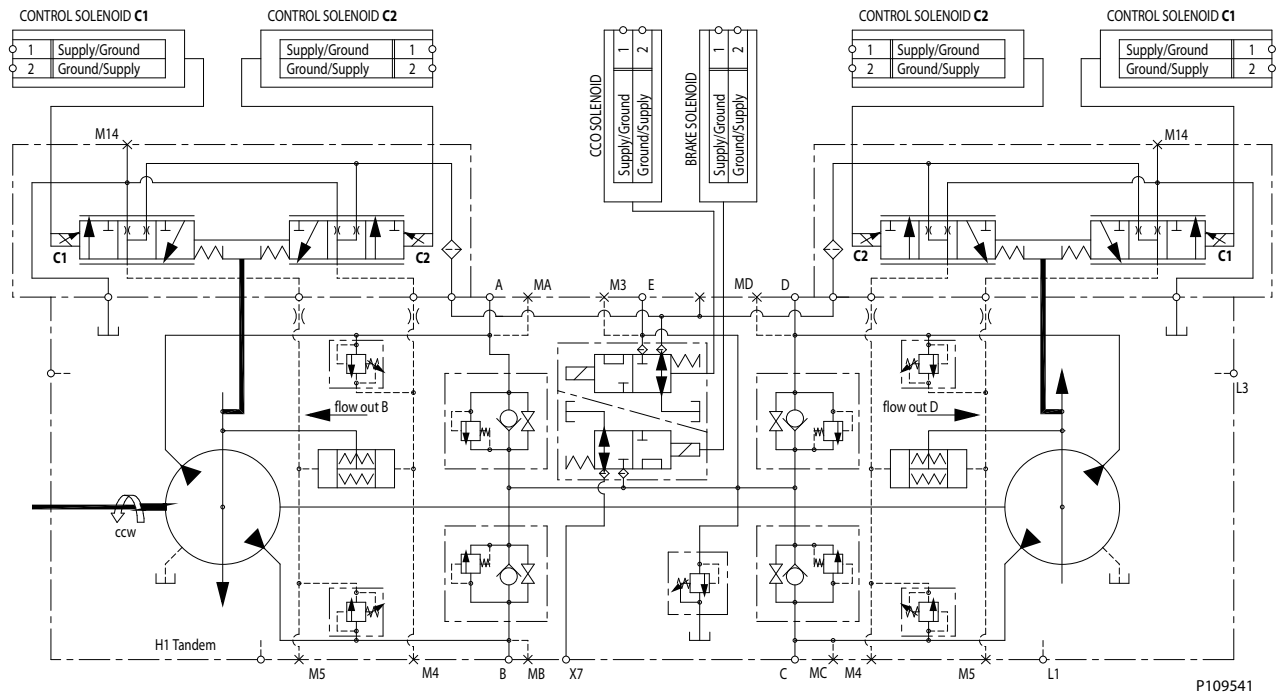 CONTROL SOLENOID C1
CONTROL SOLENOID C2
CONTROL SOLENOID C2
CONTROL SOLENOID C1
1 Supply/Ground
2 Ground/Supply
Supply/Ground 1
Ground/Supply 2
CCO SOLENOID
1 Supply/Ground
2 Ground/Supply
BRAKE SOLENOID
1 Supply/Ground
2 Ground/Supply
1 Supply/Ground
2 Ground/Supply
Supply/Ground 1
Ground/Supply 2
M14
M14
C1
C2
C2
C1
A
MA
M3
E
MD
D
L3
flow out B
flow out D
ccw
H1 Tandem
M5
M4
B
MB
X7
C
MC
M4
M5
L1
P109541